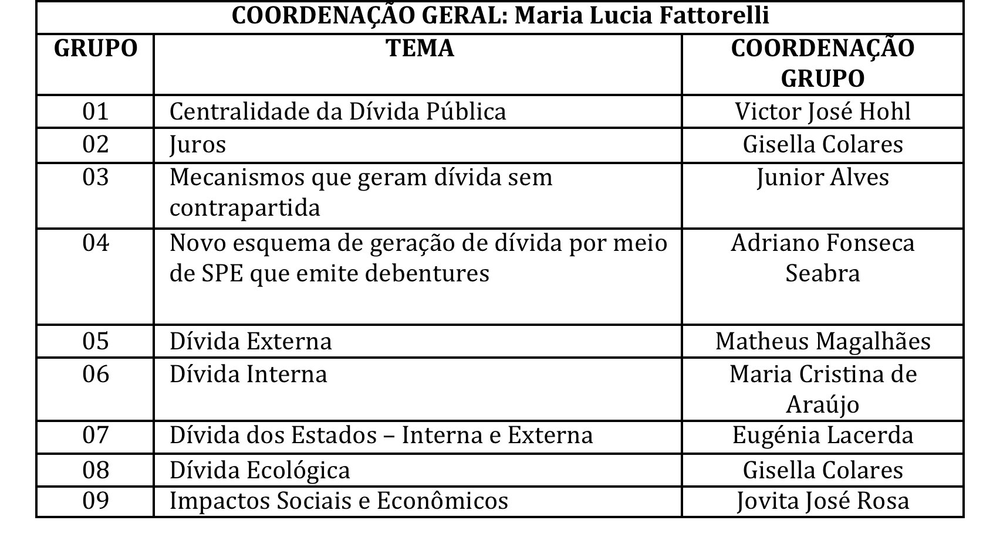 COORDENAÇÃO GERAL: Maria Lucia Fattorelli
GRUPO TEMA COORDENAÇÃO
GRUPO
01 Centralidade da Dívida Pública Victor José Hohl
02 Juros Gisella Colares
03 Mecanismos que geram dívida sem Junior Alves
contrapartida
04 Novo esquema de geração de dívida por meio Adriano Fonseca
de SPE que emite debentures Seabra
05 Dívida Externa Matheus Magalhães
06 Dívida Interna Maria Cristina de
Araújo
07 Dívida dos Estados – Interna e Externa Eugénia Lacerda
08 Dívida Ecológica Gisella Colares
09 Impactos Sociais e Econômicos Jovita José Rosa